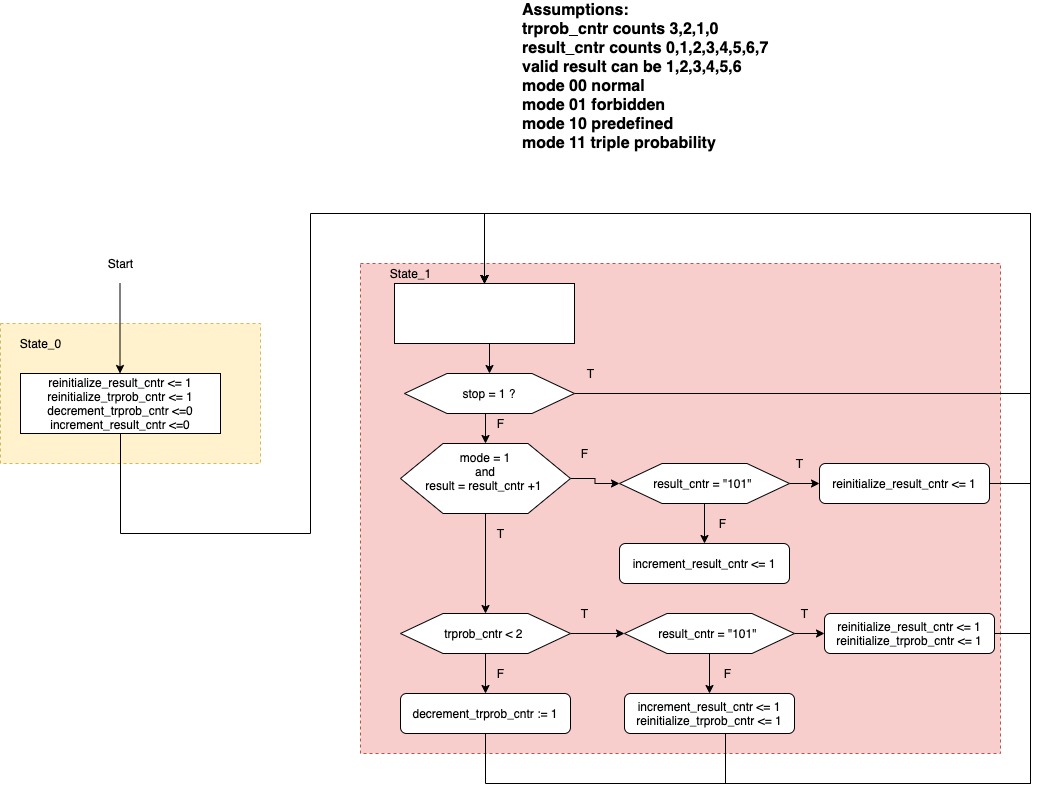 Assumptions:
trprob_cntr counts 3,2,1,0
result_cntr counts 0,1,2,3,4,5,6,7
valid result can be 1,2,3,4,5,6
mode 00 normal
mode 01 forbidden
mode 10 predefined
mode 11 triple probability
Start
State_0
reinitialize_result_cntr <= 1
reinitialize_trprob_cntr <= 1
decrement_trprob_cntr <=0
increment_result_cntr <=0
State_1
stop = 1 ?
T
F
mode = 1
and
result = result_cntr +1
F
result_cntr = "101"
T
reinitialize_result_cntr <= 1
F
increment_result_cntr <= 1
T
trprob_cntr < 2
T
result_cntr = "101"
T
reinitialize_result_cntr <= 1
reinitialize_trprob_cntr <= 1
F
F
decrement_trprob_cntr := 1
increment_result_cntr <= 1
reinitialize_trprob_cntr <= 1